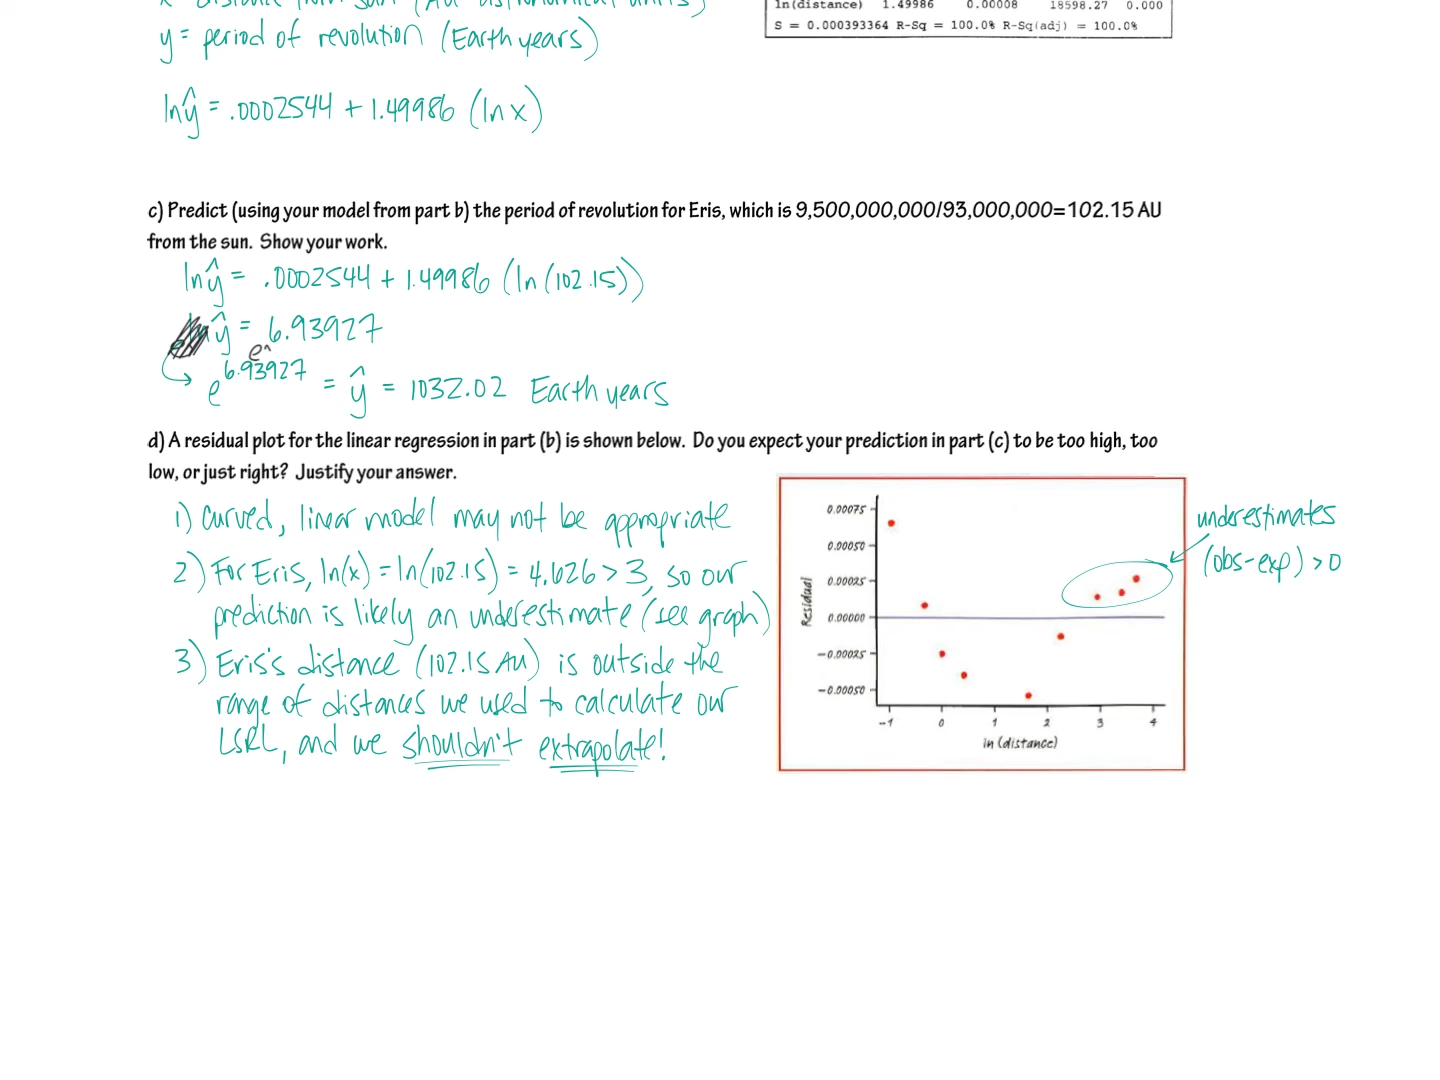 y = period of revolution (Earth years)
ln(distance) 1.49986 0.00008 18598.27 0.000
S = 0.000393364 R-Sq = 100.0% R-Sq(adj) = 100.0%
ln ŷ = .0002544 + 1.49986 (ln x)
c) Predict (using your model from part b) the period of revolution for Eris, which is 9,500,000,000/93,000,000=102.15 AU
from the sun. Show your work.
ln ŷ = .0002544 + 1.49986 (ln (102.15))
ŷ = 6.93927
e^
e^6.93927 = ŷ = 1032.02 Earth years
d) A residual plot for the linear regression in part (b) is shown below. Do you expect your prediction in part (c) to be too high, too
low, or just right? Justify your answer.
1) Curved, linear model may not be appropriate
2) For Eris, ln(x) = ln(102.15) = 4.626 > 3, so our
prediction is likely an underestimate (see graph)
3) Eris's distance (102.15 AU) is outside the
range of distances we used to calculate our
LSRL, and we shouldn't extrapolate!
0.00075
0.00050
0.00025
0.00000
-0.00025
-0.00050
Residual
-1 0 1 2 3 4
ln (distance)
underestimates
(obs-exp) > 0